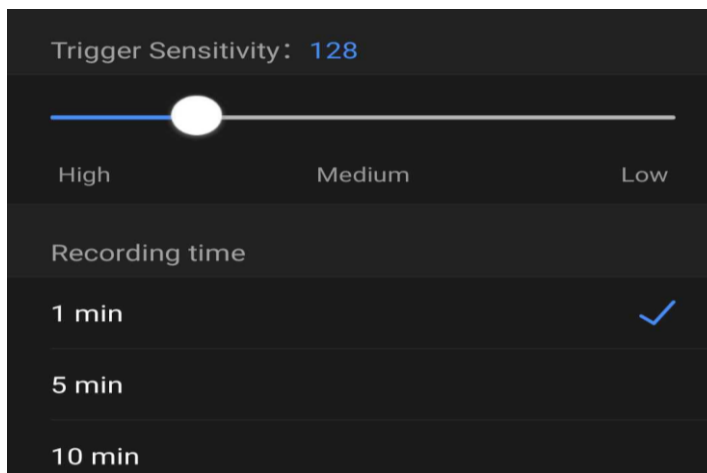 Trigger Sensitivity： 128
High Medium Low
Recording time
1 min
5 min
10 min